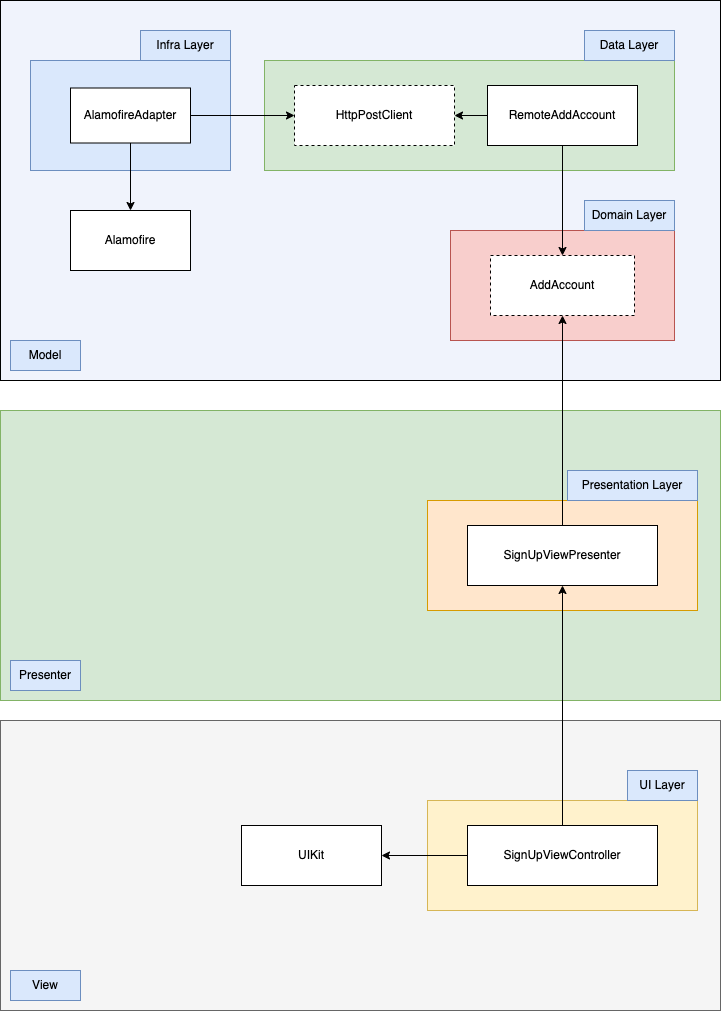 Infra Layer
Data Layer
AlamofireAdapter
HttpPostClient
RemoteAddAccount
Domain Layer
Alamofire
AddAccount
Model
Presentation Layer
SignUpViewPresenter
Presenter
UI Layer
UIKit
SignUpViewController
View